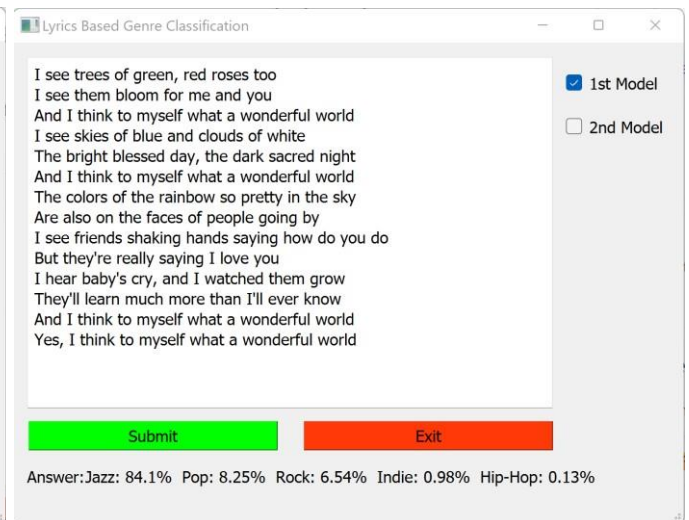 Lyrics Based Genre Classification
I see trees of green, red roses too
I see them bloom for me and you
And I think to myself what a wonderful world
I see skies of blue and clouds of white
The bright blessed day, the dark sacred night
And I think to myself what a wonderful world
The colors of the rainbow so pretty in the sky
Are also on the faces of people going by
I see friends shaking hands saying how do you do
But they're really saying I love you
I hear baby's cry, and I watched them grow
They'll learn much more than I'll ever know
And I think to myself what a wonderful world
Yes, I think to myself what a wonderful world
1st Model
2nd Model
Submit
Exit
Answer:Jazz: 84.1% Pop: 8.25% Rock: 6.54% Indie: 0.98% Hip-Hop: 0.13%